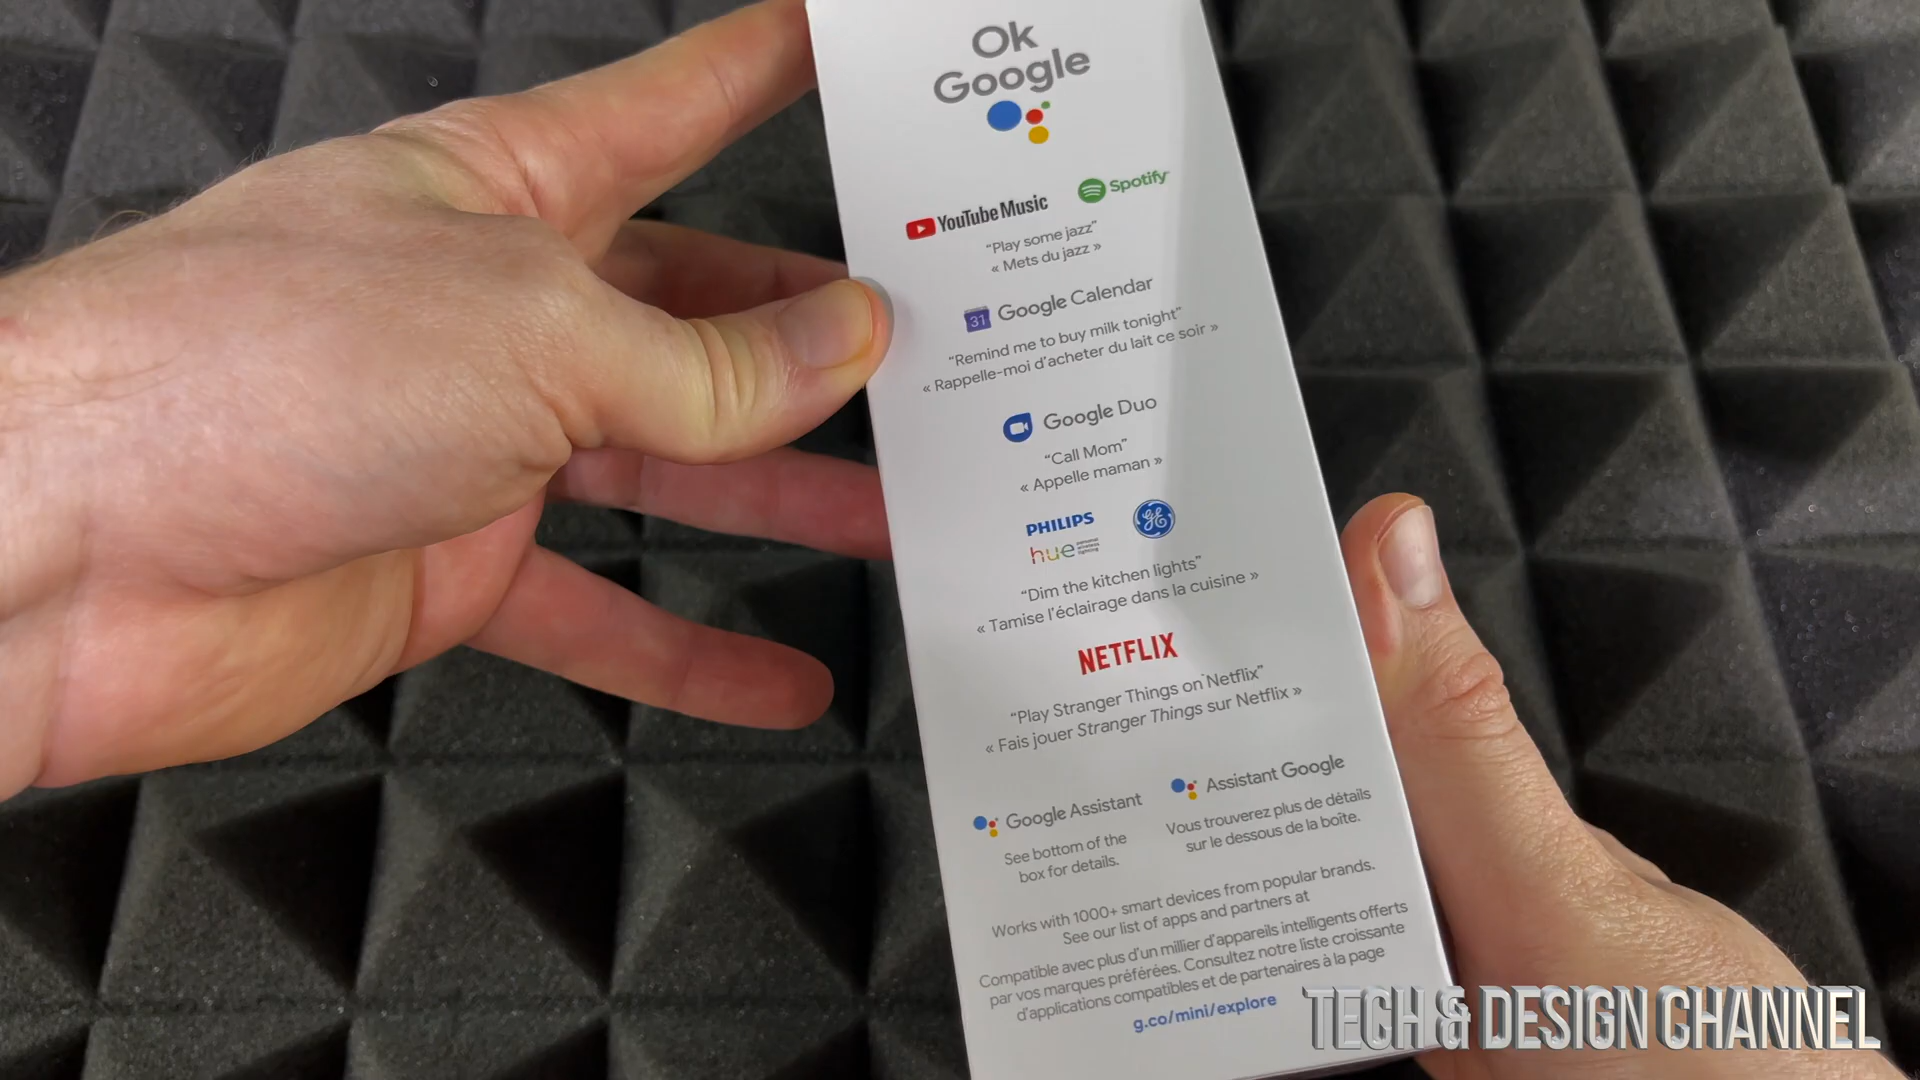 Ok
Google
YouTube Music
Spotify
“Play some jazz”
« Mets du jazz »
31 Google Calendar
“Remind me to buy milk tonight”
« Rappelle-moi d'acheter du lait ce soir »
Google Duo
“Call Mom”
« Appelle maman »
PHILIPS
hue personal wireless lighting
GE
“Dim the kitchen lights”
« Tamise l'éclairage dans la cuisine »
NETFLIX
“Play Stranger Things on Netflix”
« Fais jouer Stranger Things sur Netflix »
Google Assistant
See bottom of the
box for details.
Assistant Google
Vous trouverez plus de détails
sur le dessous de la boîte.
Works with 1000+ smart devices from popular brands.
See our list of apps and partners at
Compatible avec plus d'un millier d'appareils intelligents offerts
par vos marques préférées. Consultez notre liste croissante
d'applications compatibles et de partenaires à la page
g.co/mini/explore
TECH & DESIGN CHANNEL